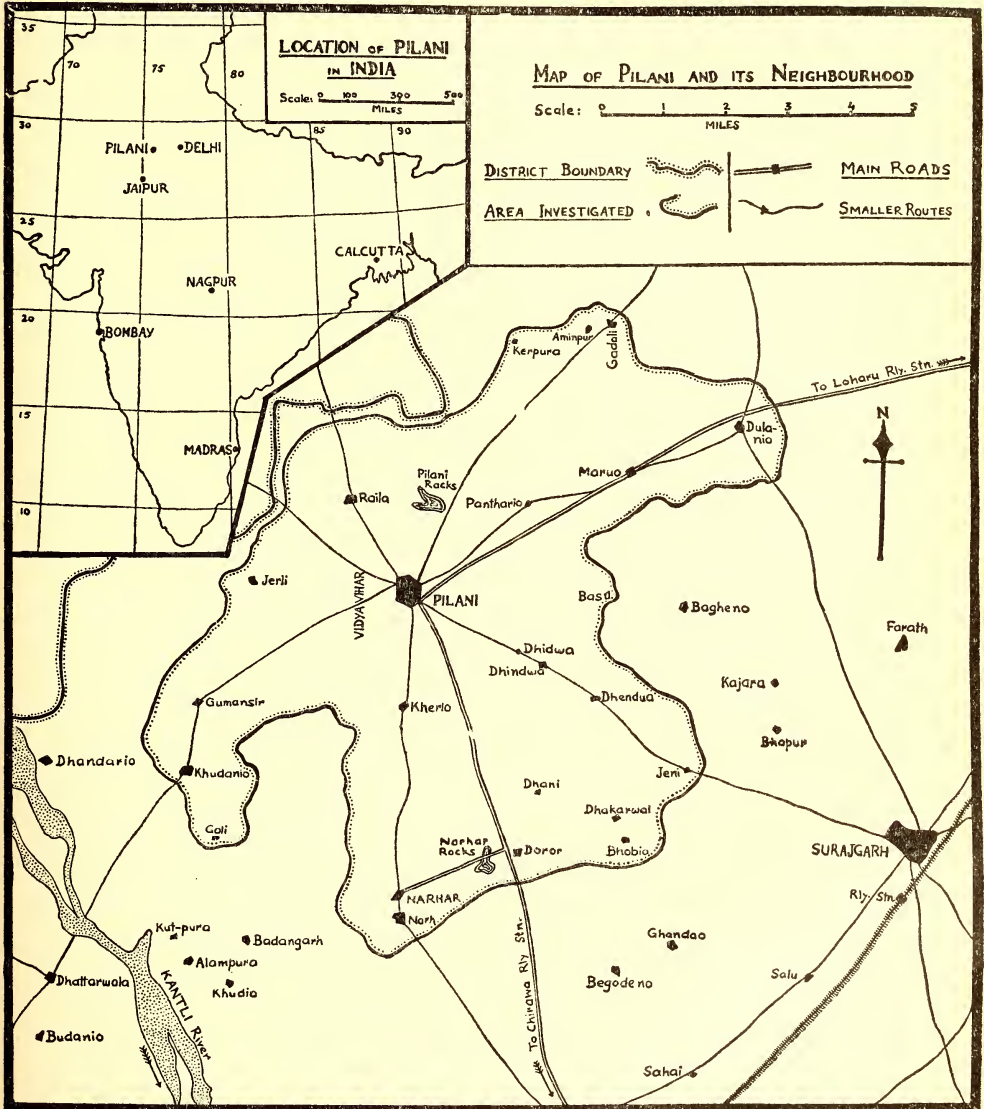 LOCATION OF PILANI
IN INDIA
Scale: 0 100 300 500
MILES
35
70
75
80
30
85
90
PILANI
DELHI
JAIPUR
25
CALCUTTA
NAGPUR
20
BOMBAY
15
MADRAS
10
MAP OF PILANI AND ITS NEIGHBOURHOOD
Scale: 0 1 2 3 4 5
MILES
DISTRICT BOUNDARY
MAIN ROADS
AREA INVESTIGATED
SMALLER ROUTES
Kerpura
Aminpur
Gadoli
To Loharu Rly. Stn.
N
Dula-
nio
Maruo
Pilani
Rocks
Raila
Panthario
Jerli
VIDYAVIHAR
PILANI
Bas
Bagheno
Farath
Dhidwa
Dhindwa
Kajara
Gumansir
Kherlo
Dhendua
Bhapur
Dhandario
Khudanio
Jeni
Dhani
Goli
Dhakarwal
Narhar
Rocks
Doror
Bhobia
SURAJGARH
NARHAR
Rly. Stn.
Norh
Kut-pura
Badangarh
Ghandao
Alampura
Begodeno
Salu
Dhattarwala
Khudia
KANTLI River
Budanio
To Chirawa Rly Stn.
Sahai